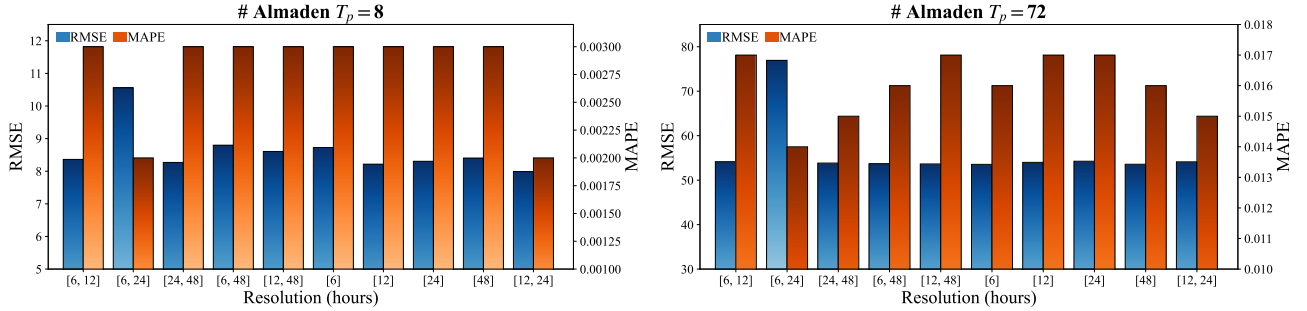 # Almaden Tp = 8
RMSE MAPE
12
11
10
9
8
7
6
5
RMSE
0.00300
0.00275
0.00250
0.00225
0.00200
0.00175
0.00150
0.00125
0.00100
MAPE
[6, 12] [6, 24] [24, 48] [6, 48] [12, 48] [6] [12] [24] [48] [12, 24]
Resolution (hours)
# Almaden Tp = 72
RMSE MAPE
80
70
60
50
40
30
RMSE
0.018
0.017
0.016
0.015
0.014
0.013
0.012
0.011
0.010
MAPE
[6, 12] [6, 24] [24, 48] [6, 48] [12, 48] [6] [12] [24] [48] [12, 24]
Resolution (hours)